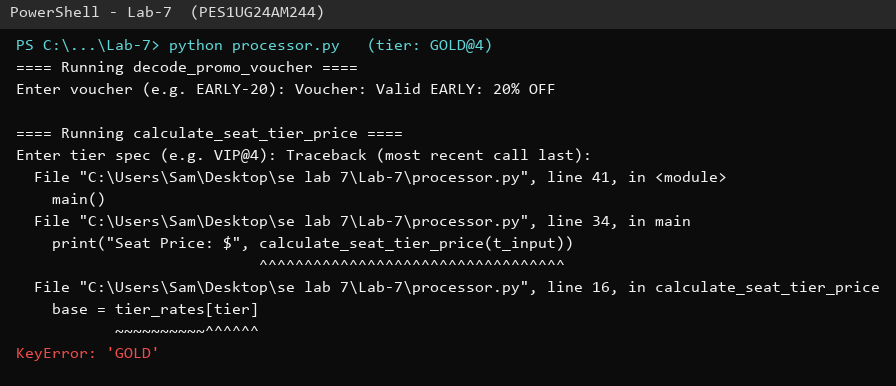 PowerShell - Lab-7  (PES1UG24AM244)
PS C:\...\Lab-7> python processor.py   (tier: GOLD@4)
==== Running decode_promo_voucher ====
Enter voucher (e.g. EARLY-20): Voucher: Valid EARLY: 20% OFF
==== Running calculate_seat_tier_price ====
Enter tier spec (e.g. VIP@4): Traceback (most recent call last):
  File "C:\Users\Sam\Desktop\se lab 7\Lab-7\processor.py", line 41, in <module>
    main()
  File "C:\Users\Sam\Desktop\se lab 7\Lab-7\processor.py", line 34, in main
    print("Seat Price: $", calculate_seat_tier_price(t_input))
                           ^^^^^^^^^^^^^^^^^^^^^^^^^^^^^^^^^^
  File "C:\Users\Sam\Desktop\se lab 7\Lab-7\processor.py", line 16, in calculate_seat_tier_price
    base = tier_rates[tier]
           ~~~~~~~~~~^^^^^^
KeyError: 'GOLD'